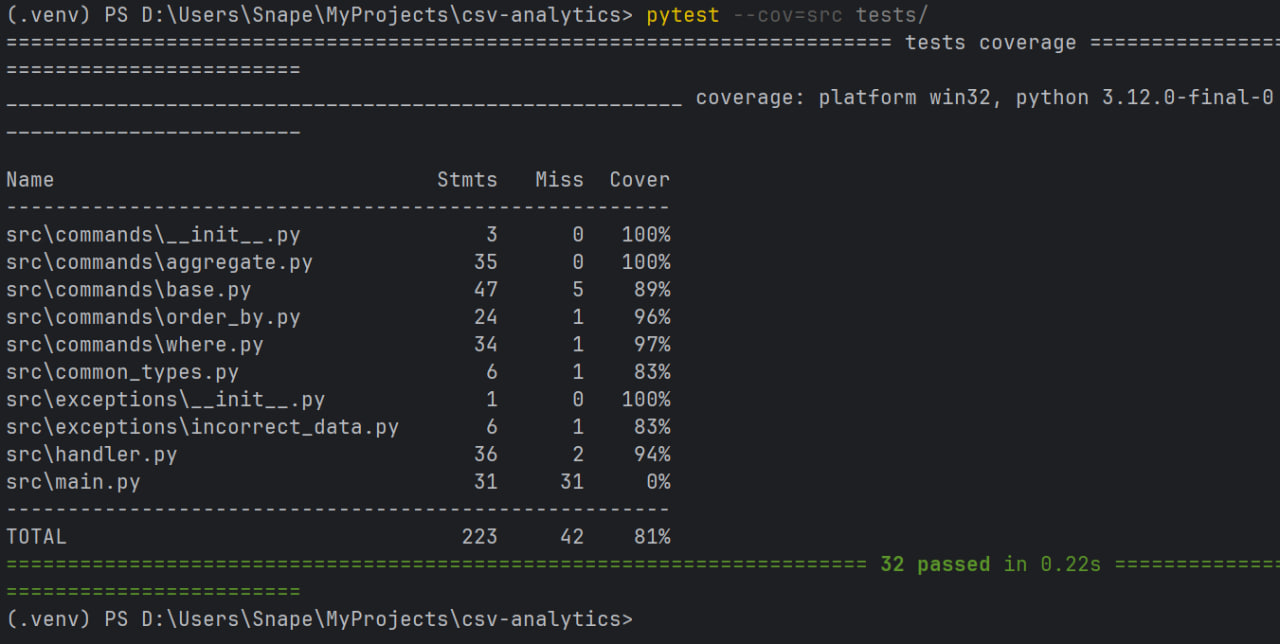 (.venv) PS D:\Users\Snape\MyProjects\csv-analytics> pytest --cov=src tests/
======================================================================== tests coverage ================
========================
_______________________________________________________ coverage: platform win32, python 3.12.0-final-0
________________________
Name                               Stmts   Miss  Cover
------------------------------------------------------
src\commands\__init__.py               3      0   100%
src\commands\aggregate.py             35      0   100%
src\commands\base.py                  47      5    89%
src\commands\order_by.py              24      1    96%
src\commands\where.py                 34      1    97%
src\common_types.py                    6      1    83%
src\exceptions\__init__.py             1      0   100%
src\exceptions\incorrect_data.py       6      1    83%
src\handler.py                        36      2    94%
src\main.py                           31     31     0%
------------------------------------------------------
TOTAL                                223     42    81%
====================================================================== 32 passed in 0.22s ==============
========================
(.venv) PS D:\Users\Snape\MyProjects\csv-analytics>